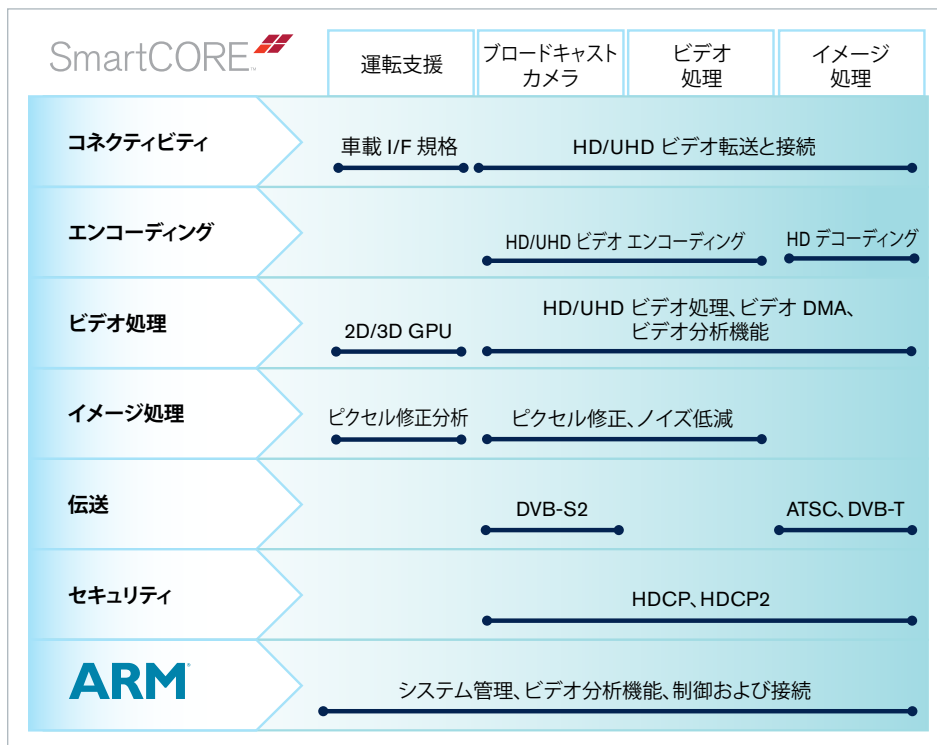 SmartCORE™
運転支援
ブロードキャスト
カメラ
ビデオ
処理
イメージ
処理
コネクティビティ
車載 I/F 規格
HD/UHD ビデオ転送と接続
エンコーディング
HD/UHD ビデオ エンコーディング
HD デコーディング
ビデオ処理
2D/3D GPU
HD/UHD ビデオ処理、ビデオ DMA、
ビデオ分析機能
イメージ処理
ピクセル修正分析
ピクセル修正、ノイズ低減
伝送
DVB-S2
ATSC、DVB-T
セキュリティ
HDCP、HDCP2
ARM®
システム管理、ビデオ分析機能、制御および接続